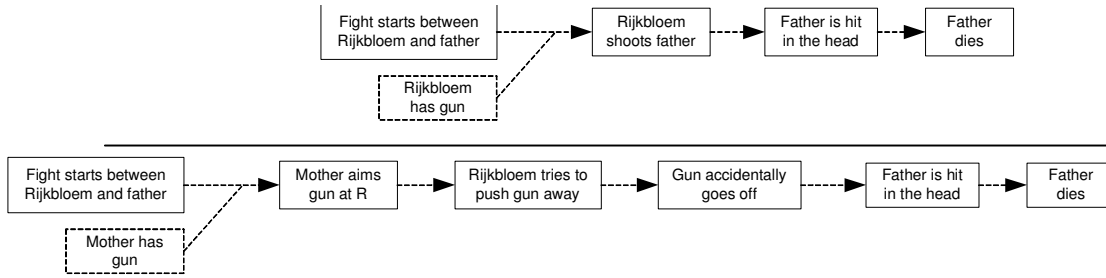 Fight starts between
Rijkbloem and father
Rijkbloem
shoots father
Father is hit
in the head
Father
dies
Rijkbloem
has gun
Fight starts between
Rijkbloem and father
Mother aims
gun at R
Rijkbloem tries to
push gun away
Gun accidentally
goes off
Father is hit
in the head
Father
dies
Mother has
gun